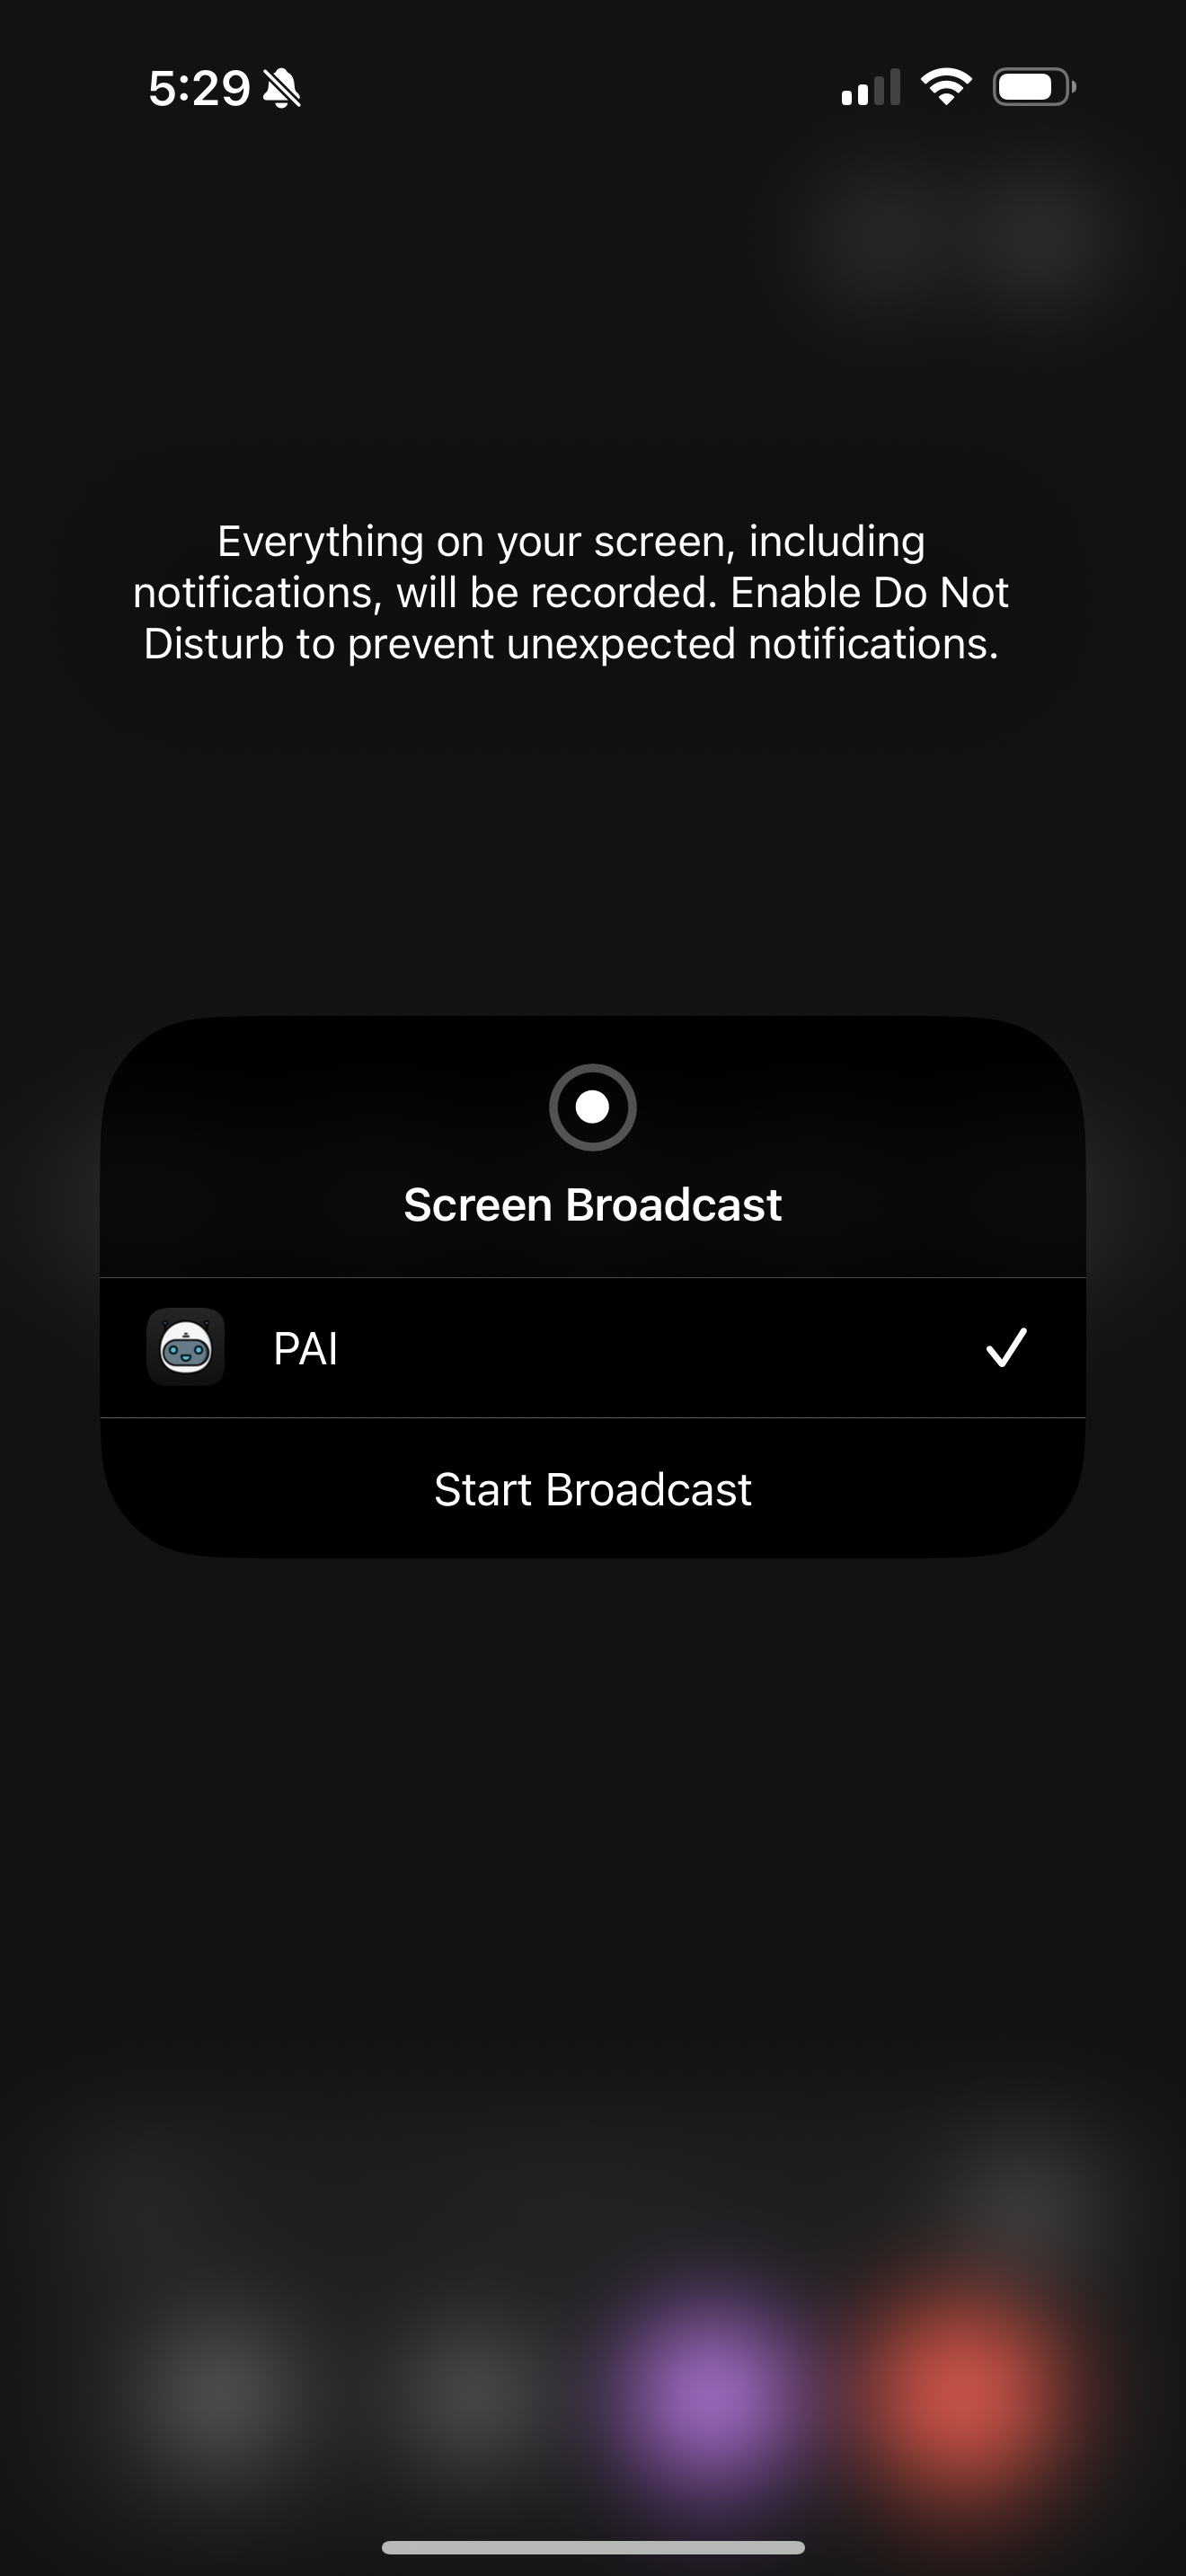 5:29
Everything on your screen, including
notifications, will be recorded. Enable Do Not
Disturb to prevent unexpected notifications.
Screen Broadcast
PAI
Start Broadcast